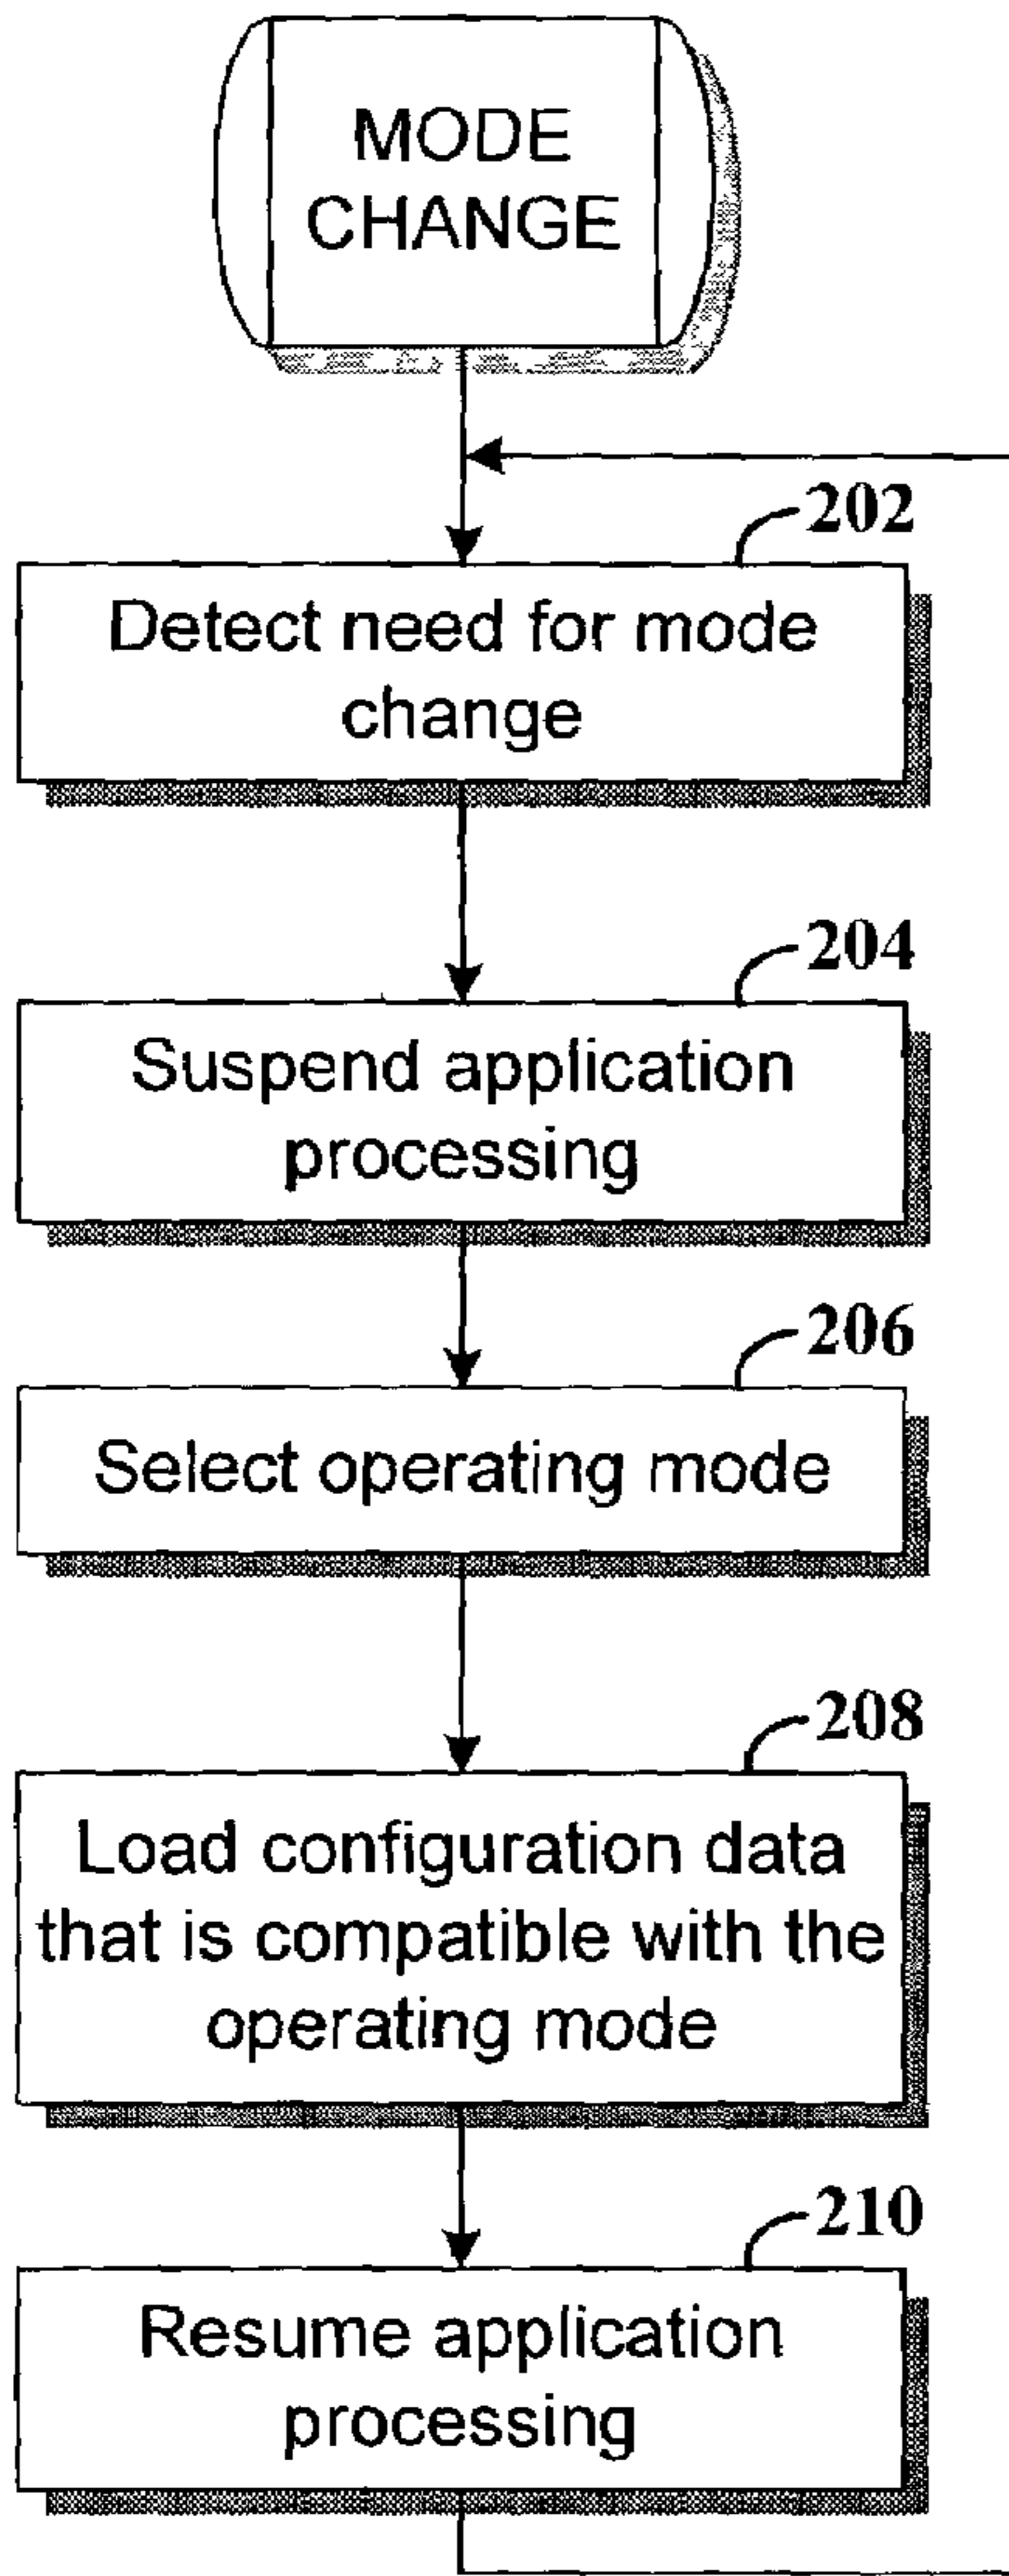 MODE
CHANGE
202
Detect need for mode
change
204
Suspend application
processing
206
Select operating mode
208
Load configuration data
that is compatible with the
operating mode
210
Resume application
processing